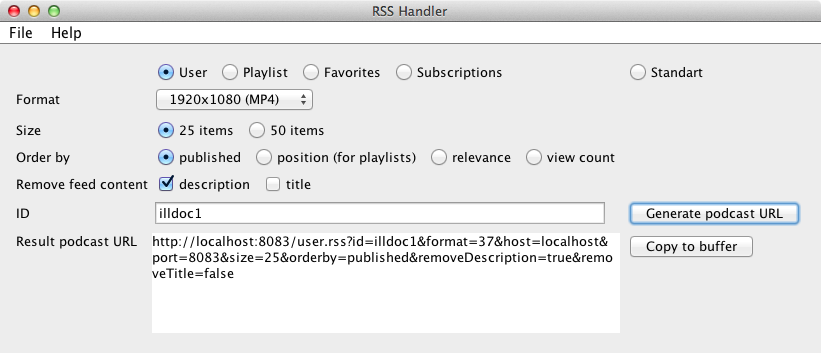 RSS Handler
File Help
User Playlist Favorites Subscriptions Standart
Format 1920x1080 (MP4)
Size 25 items 50 items
Order by published position (for playlists) relevance view count
Remove feed content description title
ID illdoc1 Generate podcast URL
Result podcast URL http://localhost:8083/user.rss?id=illdoc1&format=37&host=localhost& Copy to buffer
port=8083&size=25&orderby=published&removeDescription=true&remo
veTitle=false